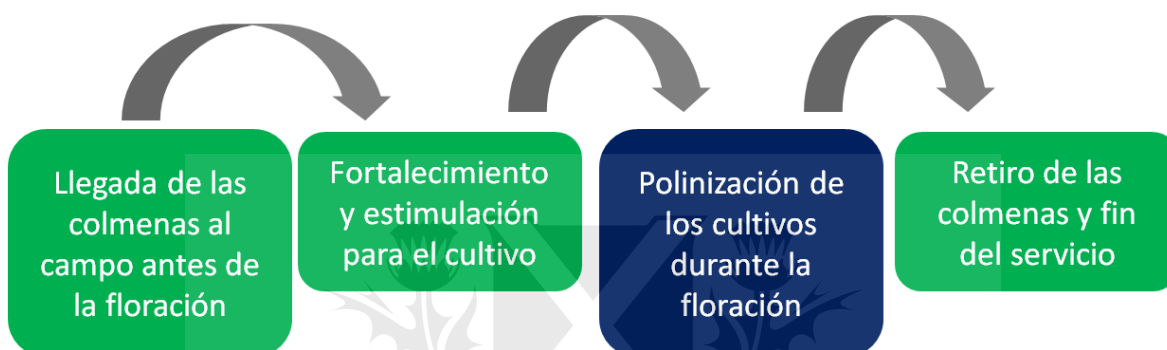 Llegada de las
colmenas al
campo antes de
la floración
Fortalecimiento
y estimulación
para el cultivo
Polinización de
los cultivos
durante la
floración
Retiro de las
colmenas y fin
del servicio